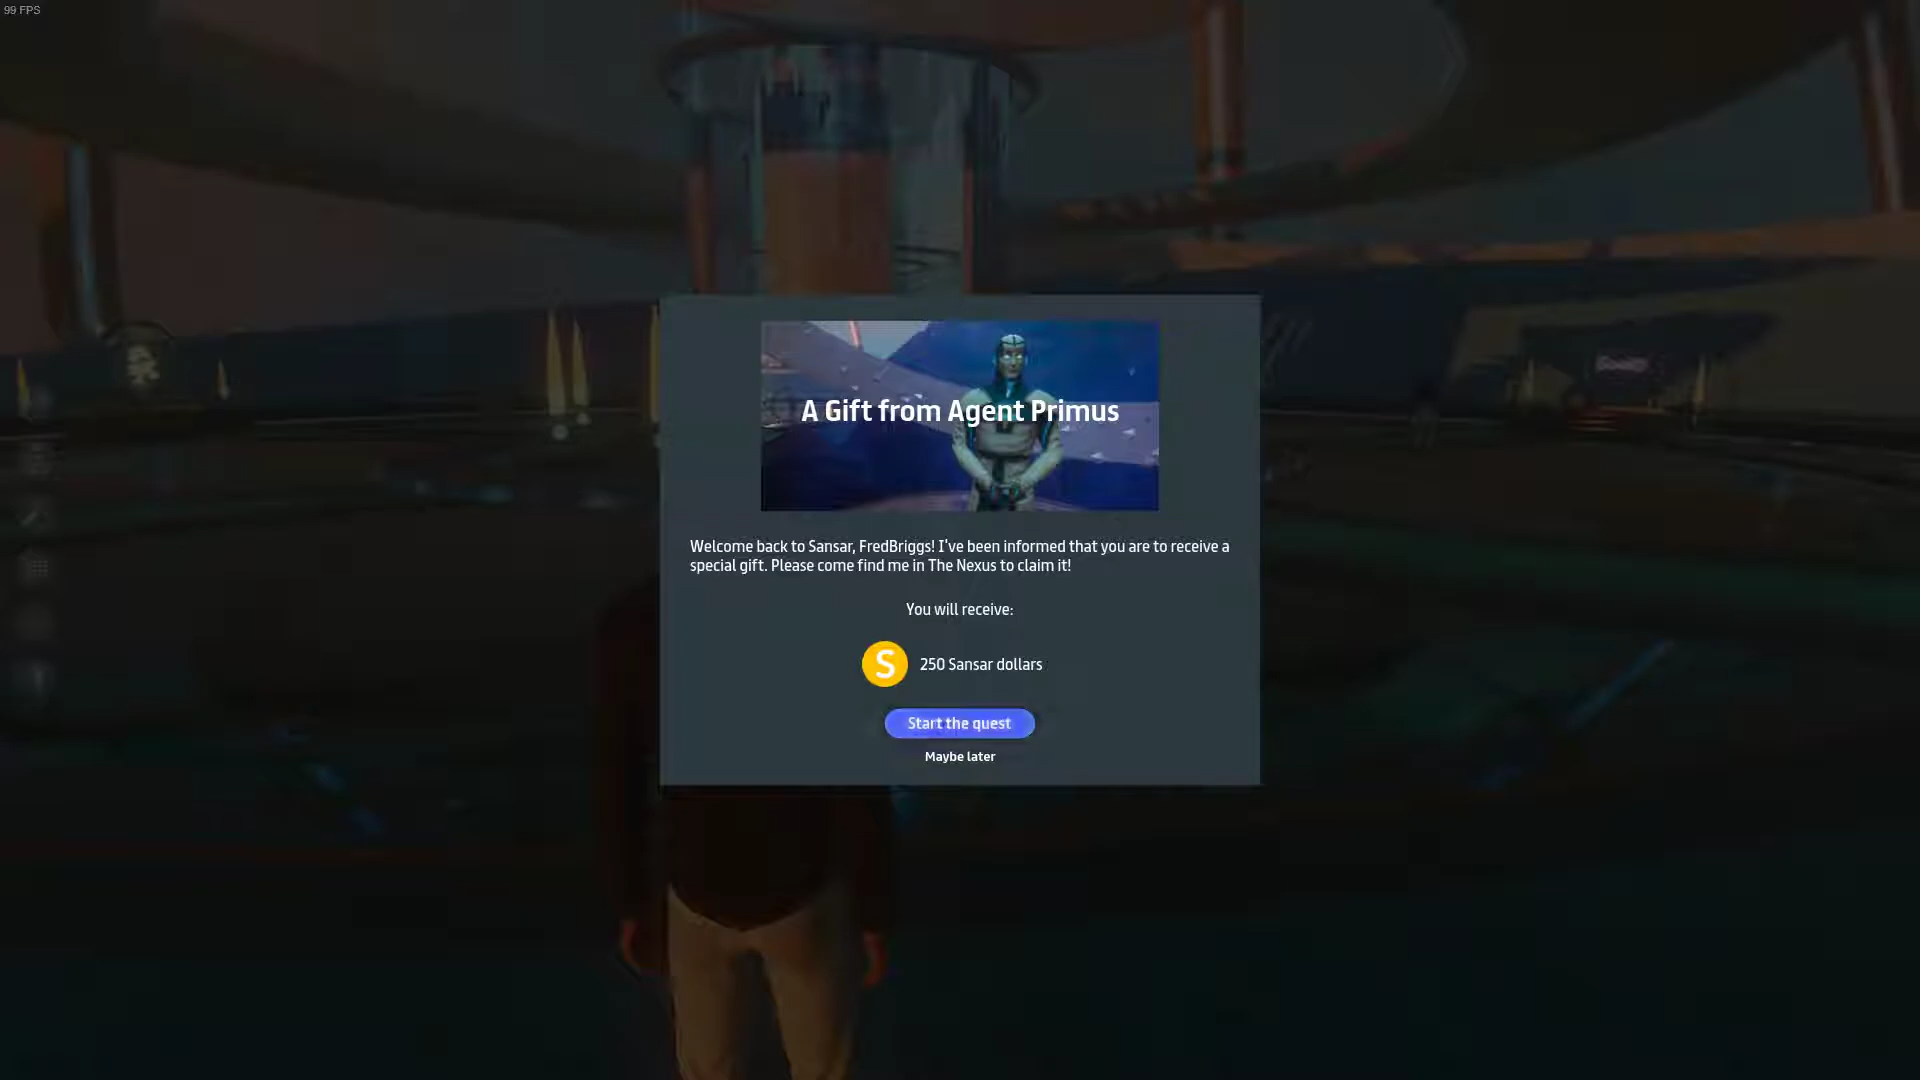 99 FPS
A Gift from Agent Primus
Welcome back to Sansar, FredBriggs! I've been informed that you are to receive a
special gift. Please come find me in The Nexus to claim it!
You will receive:
S 250 Sansar dollars
Start the quest
Maybe later